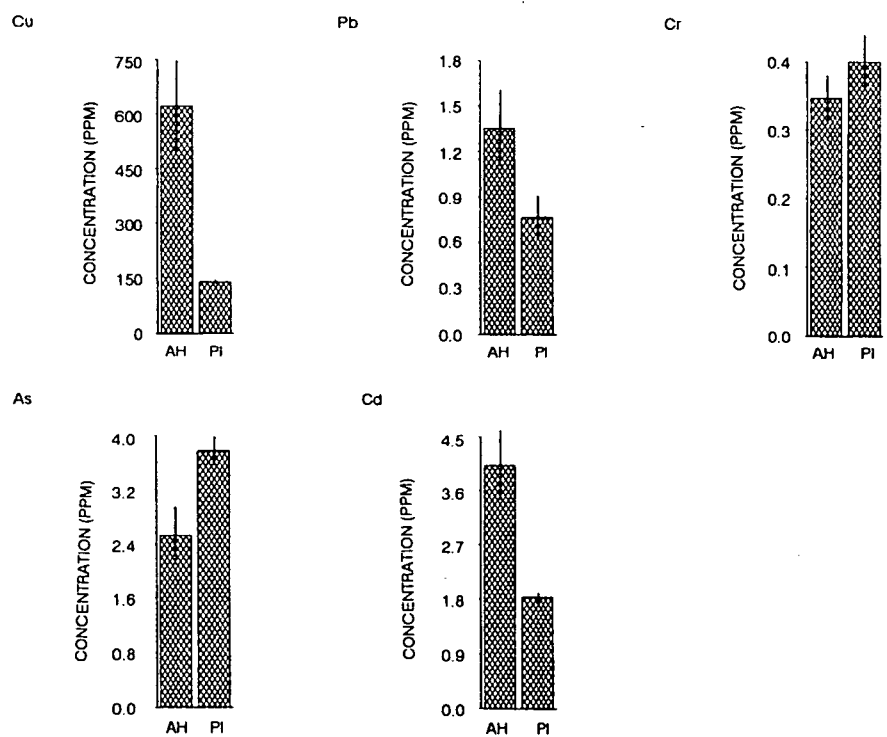 Cu
CONCENTRATION (PPM)
750
600
450
300
150
0
AH PI
Pb
CONCENTRATION (PPM)
1.8
1.5
1.2
0.9
0.6
0.3
0.0
AH PI
Cr
CONCENTRATION (PPM)
0.4
0.3
0.2
0.1
0.0
AH PI
As
CONCENTRATION (PPM)
4.0
3.2
2.4
1.6
0.8
0.0
AH PI
Cd
CONCENTRATION (PPM)
4.5
3.6
2.7
1.8
0.9
0.0
AH PI